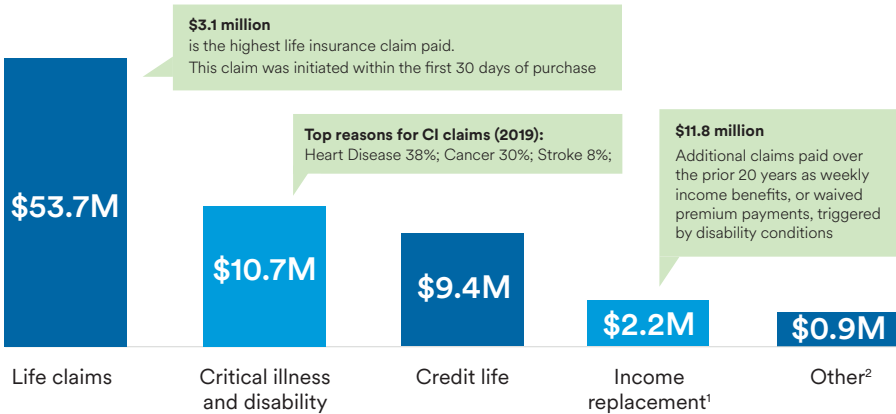 $3.1 million
is the highest life insurance claim paid.
This claim was initiated within the first 30 days of purchase
Top reasons for CI claims (2019):
Heart Disease 38%; Cancer 30%; Stroke 8%;
$11.8 million
Additional claims paid over
the prior 20 years as weekly
income benefits, or waived
premium payments, triggered
by disability conditions
$53.7M
$10.7M
$9.4M
$2.2M
$0.9M
Life claims
Critical illness
and disability
Credit life
Income
replacement¹
Other²